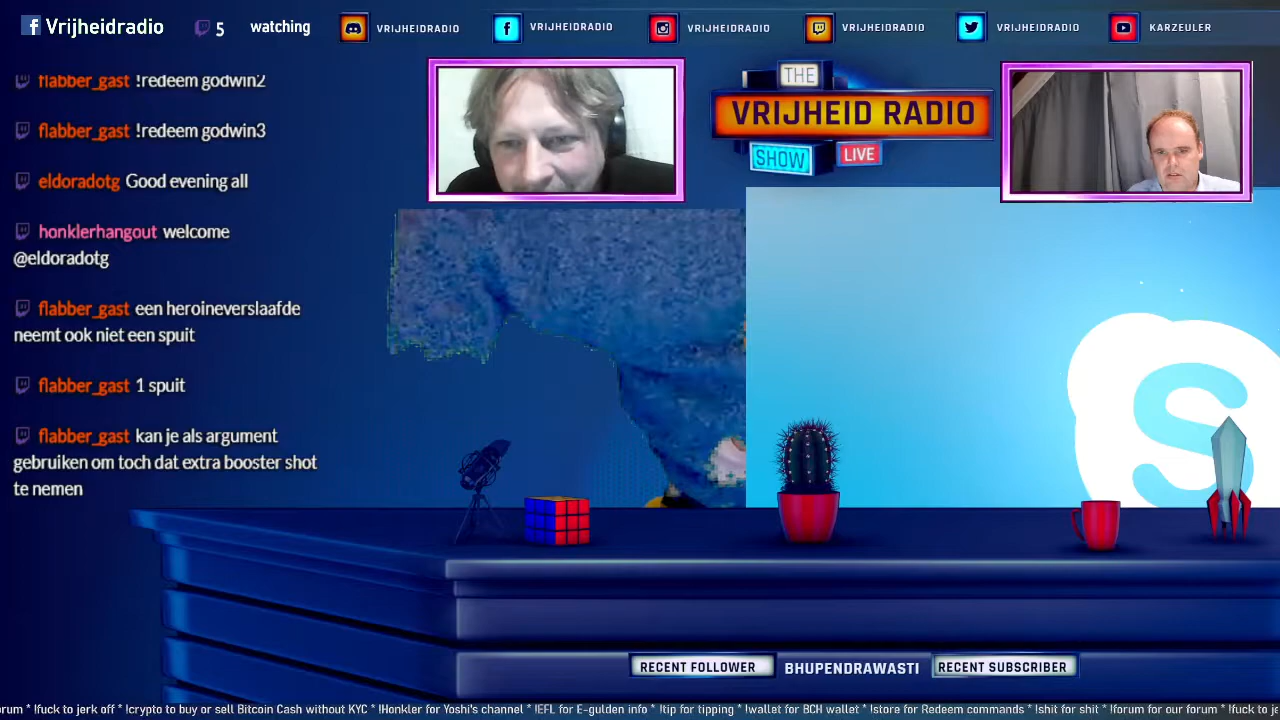 Vrijheidradio 5 watching VRIJHEIDRADIO VRIJHEIDRADIO VRIJHEIDRADIO VRIJHEIDRADIO VRIJHEIDRADIO KARZEULER
flabber_gast !redeem godwin2
flabber_gast !redeem godwin3
eldoradotg Good evening all
honklerhangout welcome
@eldoradotg
flabber_gast een heroineverslaafde
neemt ook niet een spuit
flabber_gast 1 spuit
flabber_gast kan je als argument
gebruiken om toch dat extra booster shot
te nemen
THE
VRIJHEID RADIO
SHOW LIVE
S
RECENT FOLLOWER BHUPENDRAWASTI RECENT SUBSCRIBER
orum * !fuck to jerk off * !crypto to buy or sell Bitcoin Cash without KYC * !Honkler for Yoshi's channel * !EFL for E-gulden info * !tip for tipping * !wallet for BCH wallet * !store for Redeem commands * !shit for shit * !forum for our forum * !fuck to je